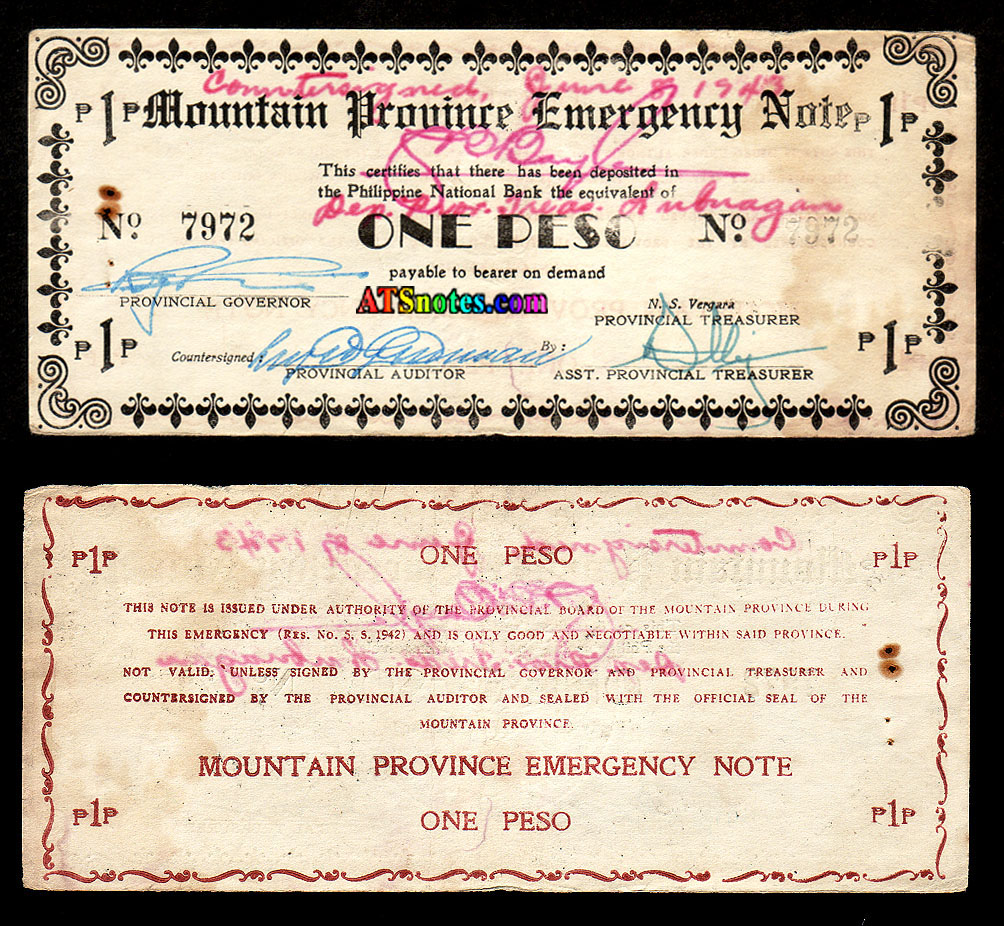 Countersigned, June 8, 1943
P 1 P Mountain Province Emergency Note P 1 P
This certifies that there has been deposited in
the Philippine National Bank the equivalent of
Dep. Prov. Treas. Lubuagan
Nº 7972 ONE PESO Nº 7972
payable to bearer on demand
PROVINCIAL GOVERNOR
ATSnotes.com
N. S. Vergara
PROVINCIAL TREASURER
P 1 P Countersigned: By: P 1 P
PROVINCIAL AUDITOR ASST. PROVINCIAL TREASURER
P1P ONE PESO P1P
THIS NOTE IS ISSUED UNDER AUTHORITY OF THE PROVINCIAL BOARD OF THE MOUNTAIN PROVINCE DURING
THIS EMERGENCY (RES. NO. S. S. 1942) AND IS ONLY GOOD AND NEGOTIABLE WITHIN SAID PROVINCE.
NOT VALID, UNLESS SIGNED BY THE PROVINCIAL GOVERNOR AND PROVINCIAL TREASURER AND
COUNTERSIGNED BY THE PROVINCIAL AUDITOR AND SEALED WITH THE OFFICIAL SEAL OF THE
MOUNTAIN PROVINCE.
MOUNTAIN PROVINCE EMERGENCY NOTE
P1P ONE PESO P1P